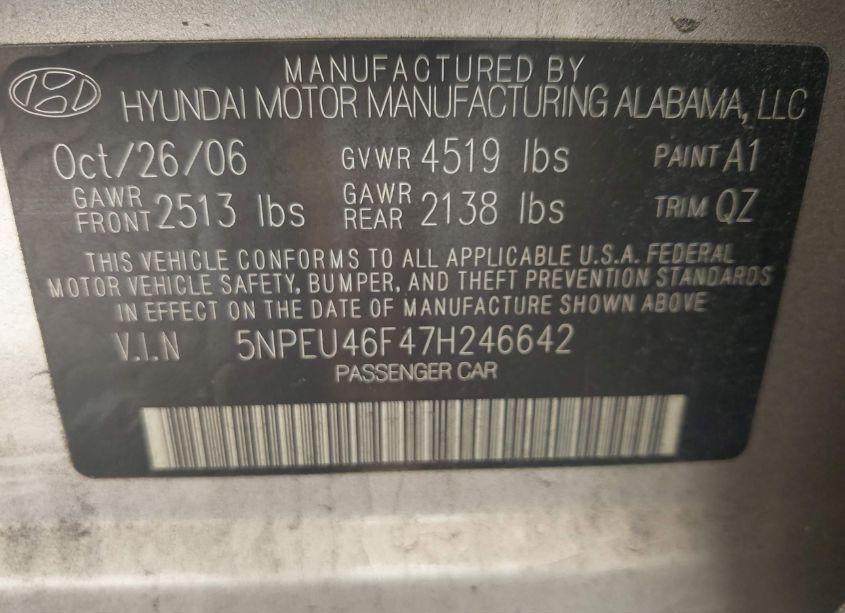 MANUFACTURED BY
HYUNDAI MOTOR MANUFACTURING ALABAMA, LLC
Oct/26/06 GVWR 4519 lbs PAINT A1
GAWR FRONT 2513 lbs GAWR REAR 2138 lbs TRIM QZ
THIS VEHICLE CONFORMS TO ALL APPLICABLE U.S.A. FEDERAL
MOTOR VEHICLE SAFETY, BUMPER, AND THEFT PREVENTION STANDARDS
IN EFFECT ON THE DATE OF MANUFACTURE SHOWN ABOVE
V.I.N 5NPEU46F47H246642
PASSENGER CAR